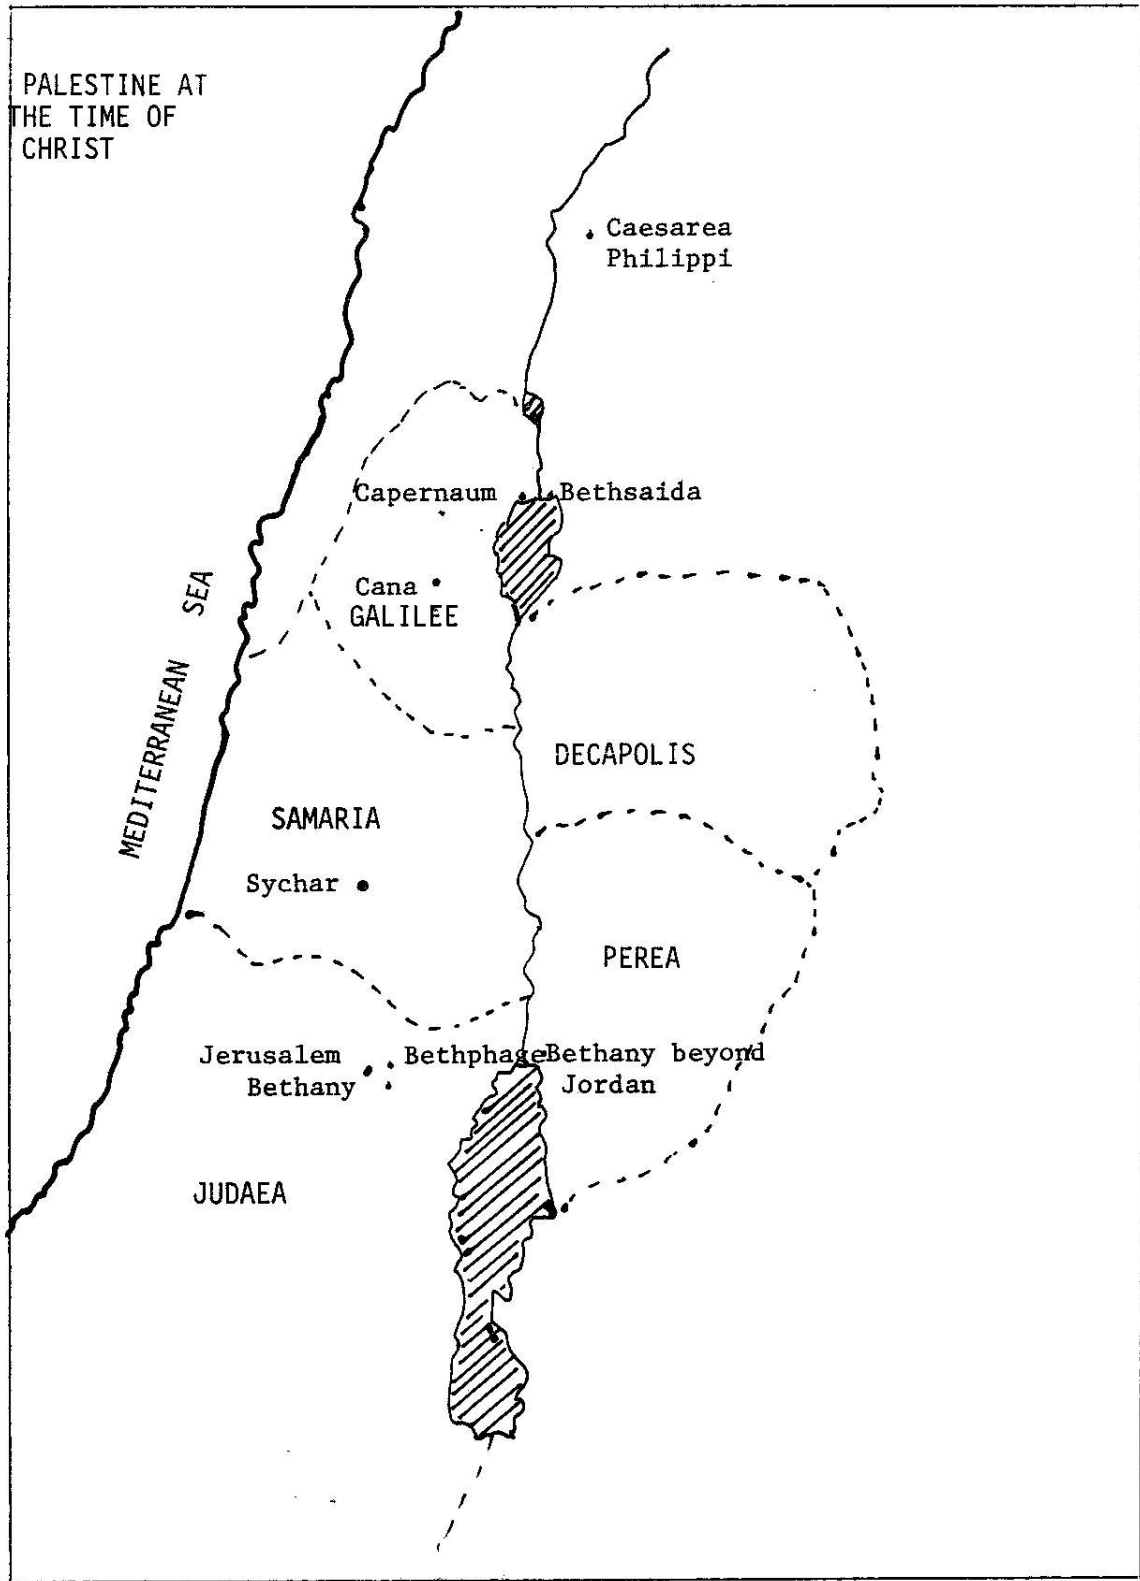 PALESTINE AT
THE TIME OF
CHRIST
Caesarea
Philippi
Capernaum
Bethsaida
Cana
GALILEE
MEDITERRANEAN SEA
DECAPOLIS
SAMARIA
Sychar
PEREA
Jerusalem
Bethphage
Bethany beyond
Jordan
Bethany
JUDAEA